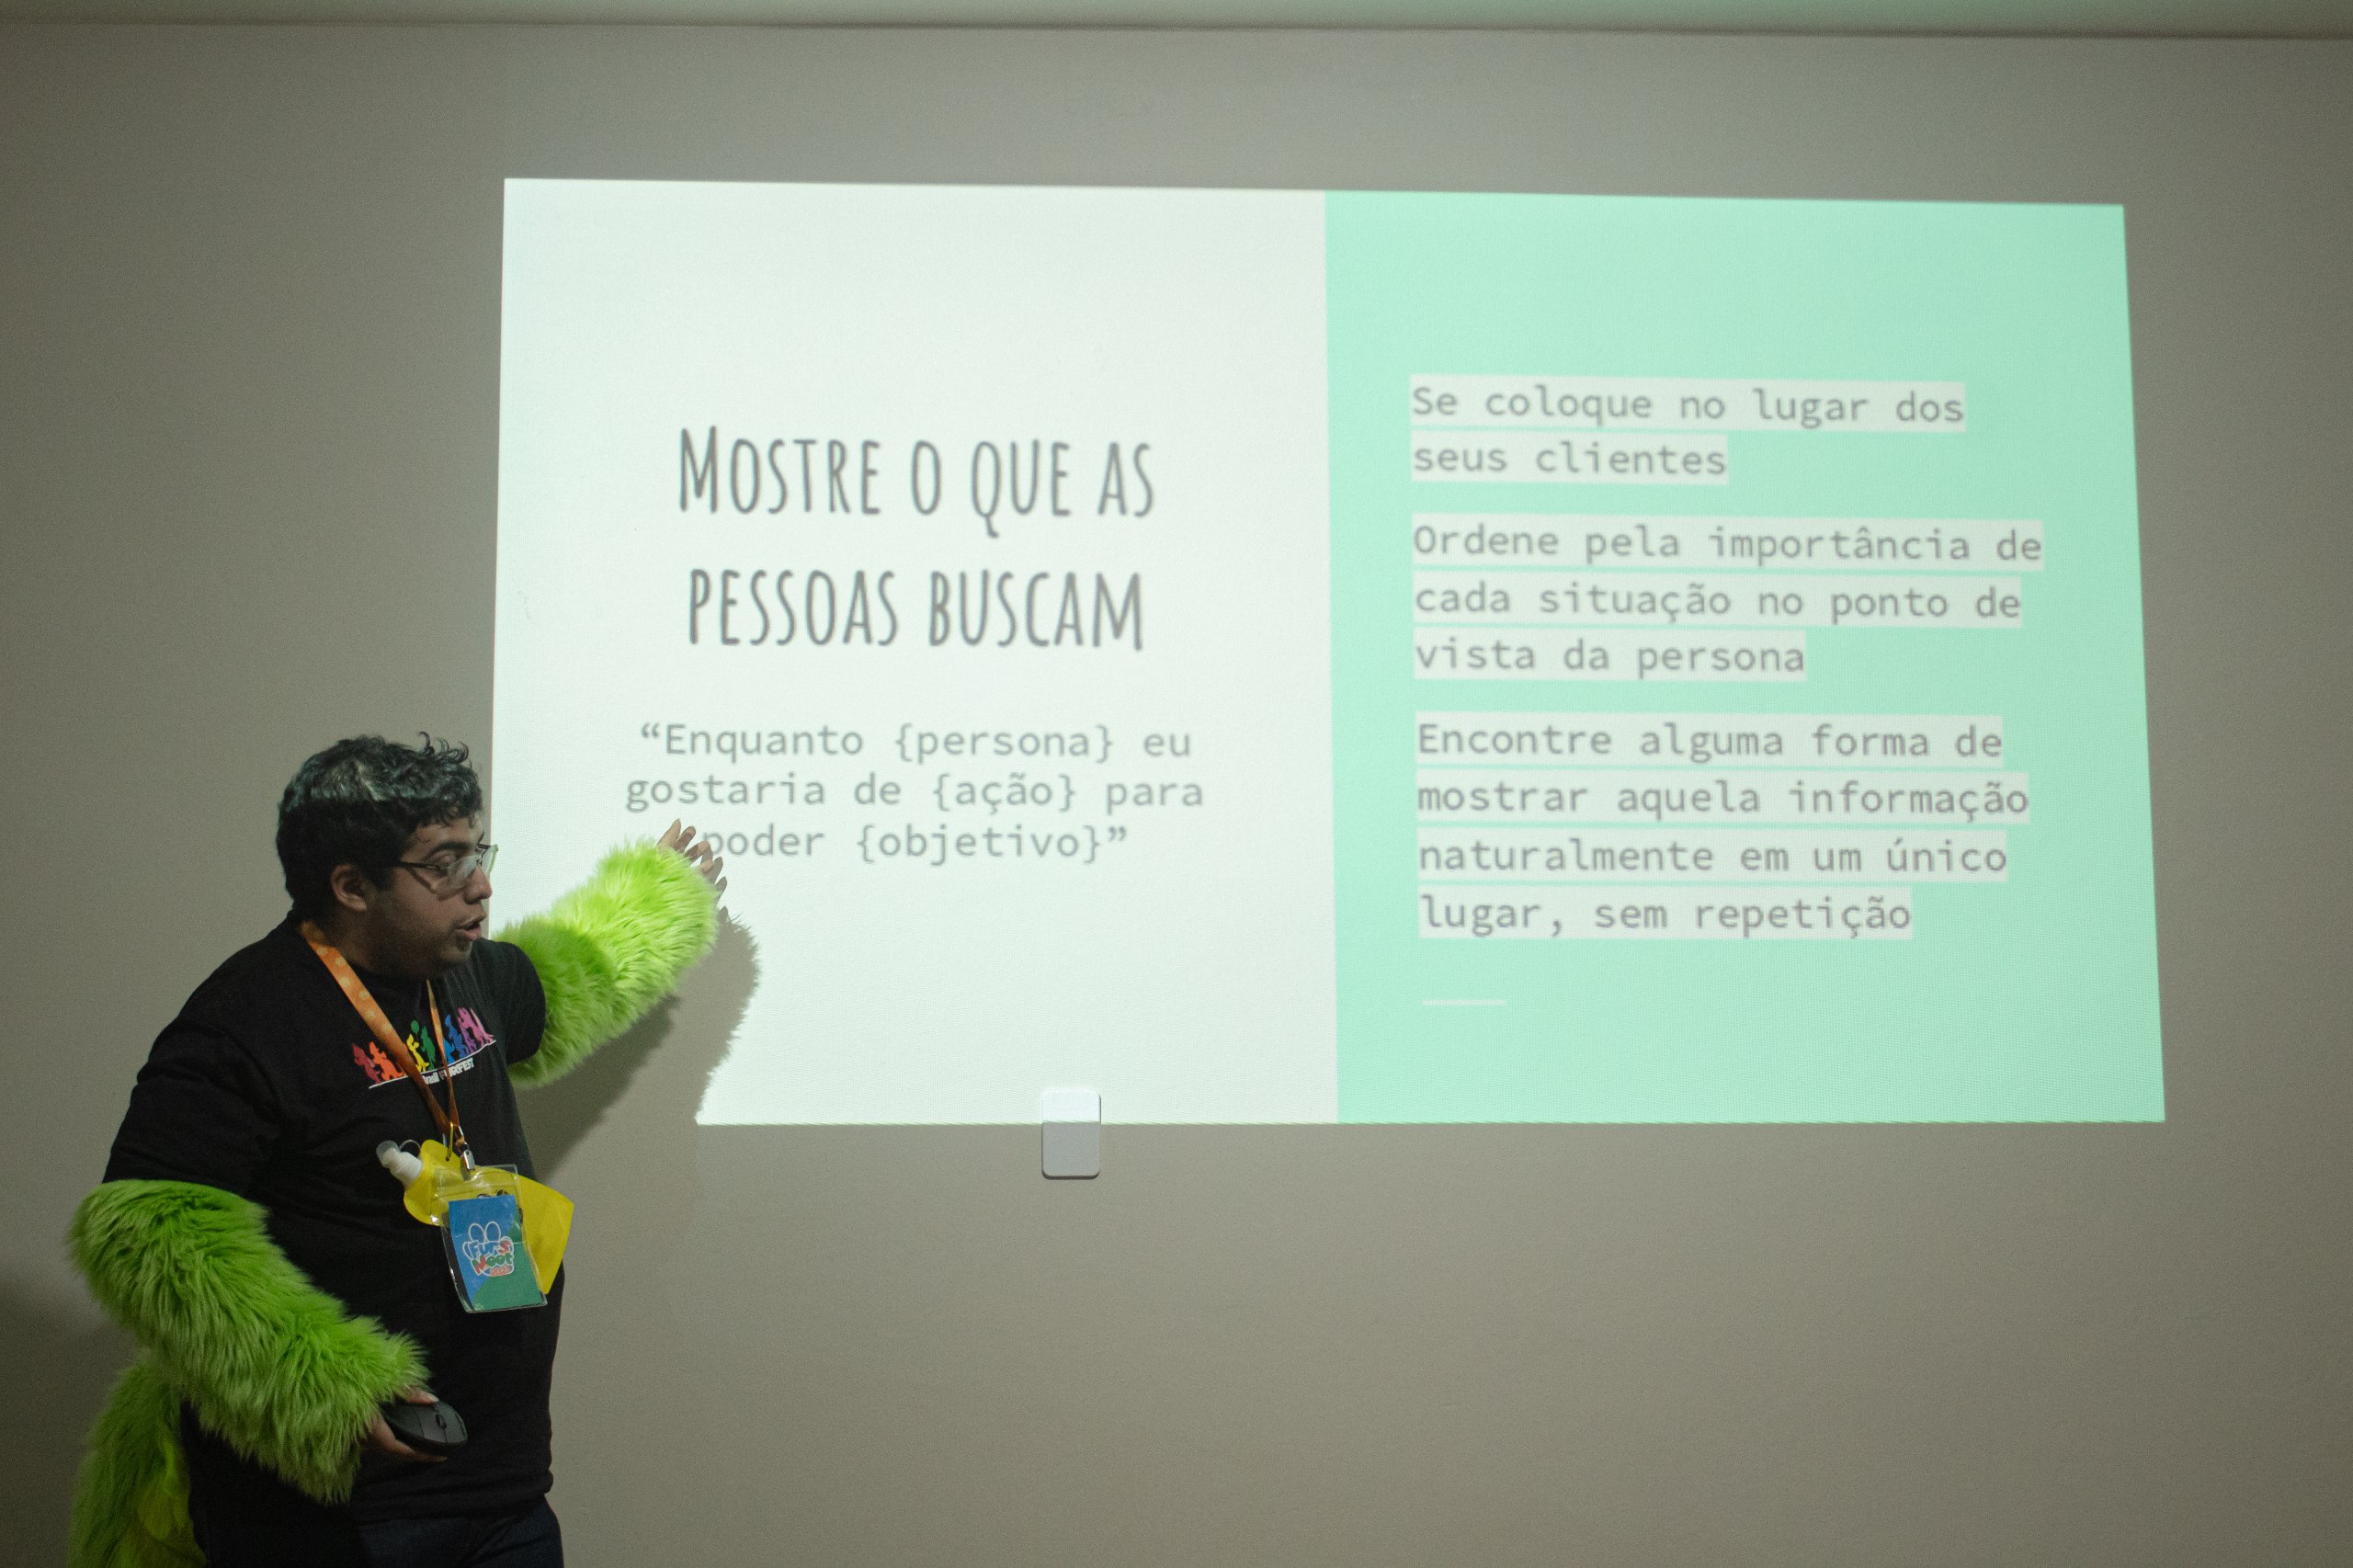 Mostre o que as
pessoas buscam
“Enquanto {persona} eu
gostaria de {ação} para
poder {objetivo}”
Se coloque no lugar dos
seus clientes
Ordene pela importância de
cada situação no ponto de
vista da persona
Encontre alguma forma de
mostrar aquela informação
naturalmente em um único
lugar, sem repetição